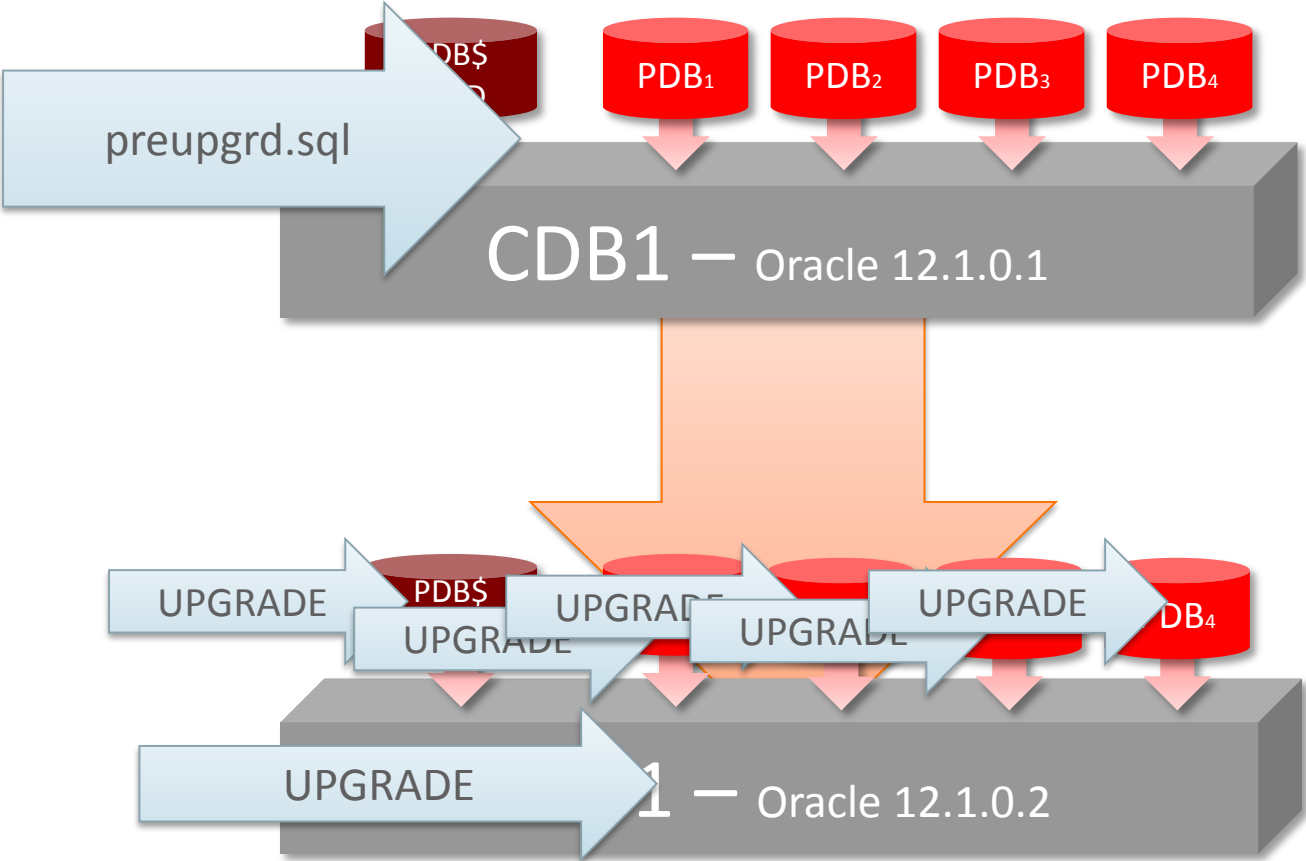 DB$
preupgrd.sql
PDB1
PDB2
PDB3
PDB4
CDB1 – Oracle 12.1.0.1
UPGRADE
PDB$
UPGRADE
UPGRADE
UPGRADE
UPGRADE
DB4
UPGRADE
1 – Oracle 12.1.0.2